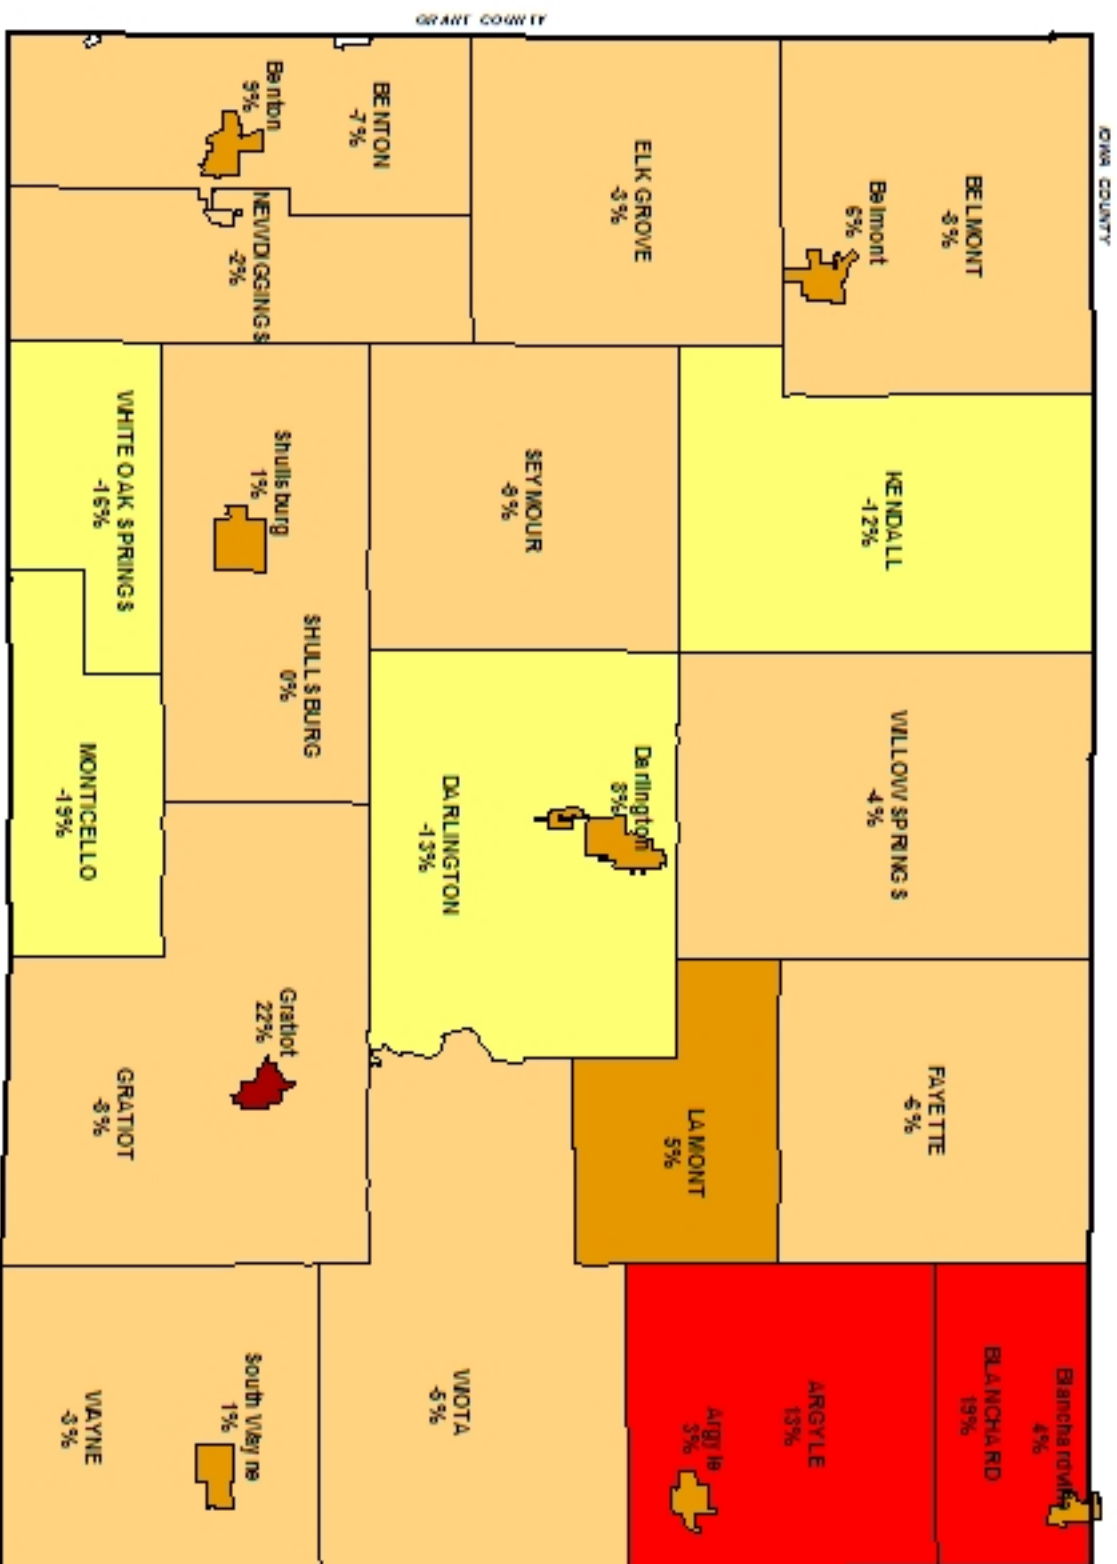 GRANT COUNTY
IOWA COUNTY
BELMONT
-8%
Belmont
6%
ELK GROVE
-3%
BENTON
-7%
Benton
9%
NEW DIGGINGS
-2%
KENDALL
-12%
SEYMOUR
Shullsburg
1%
SHULLSBURG
0%
WHITE OAK SPRINGS
-16%
WILLOW SPRINGS
-4%
Darlington
DARLINGTON
-13%
MONTICELLO
-19%
FAYETTE
-6%
LAMONT
5%
Gratiot
22%
GRATIOT
-8%
Blanchardville
4%
BLANCHARD
19%
ARGYLE
13%
Argyle
3%
WIOTA
-5%
South Wayne
1%
WAYNE
-3%